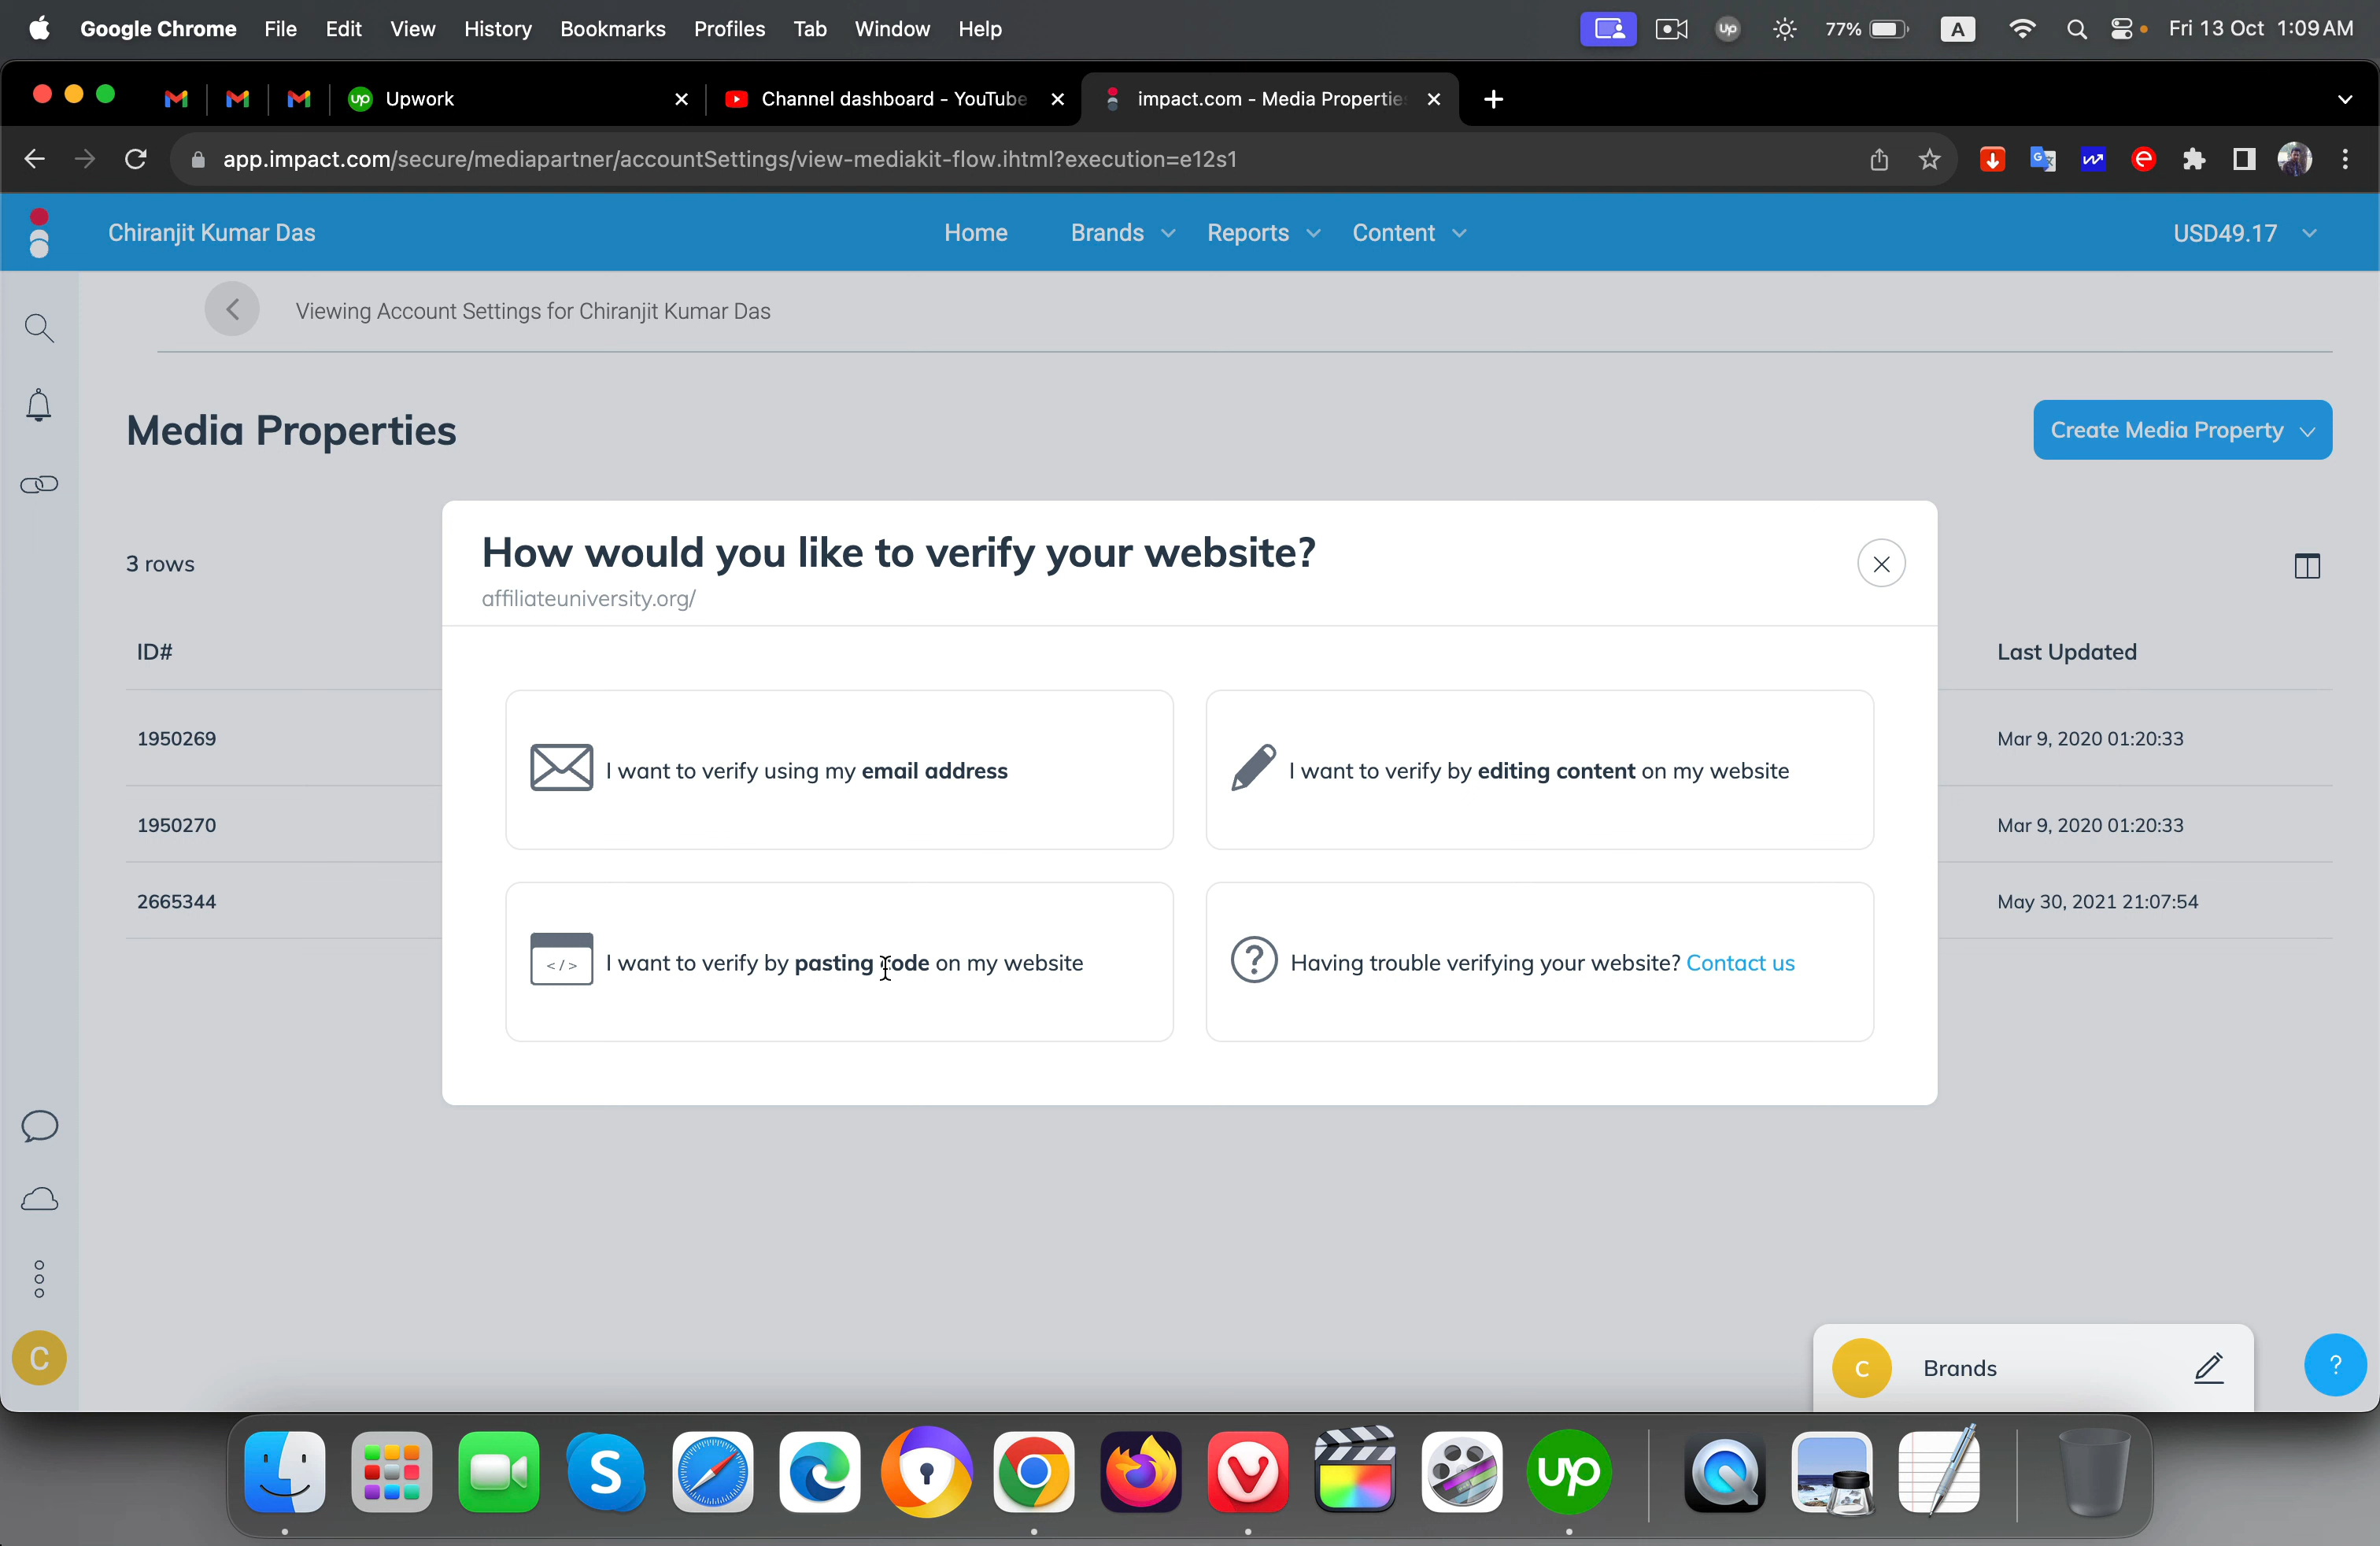 Google Chrome File Edit View History Bookmarks Profiles Tab Window Help
up 77% A Fri 13 Oct 1:09 AM
up Upwork
Channel dashboard - YouTube
impact.com - Media Propertie
app.impact.com/secure/mediapartner/accountSettings/view-mediakit-flow.ihtml?execution=e12s1
Chiranjit Kumar Das
Home Brands Reports Content
USD49.17
Viewing Account Settings for Chiranjit Kumar Das
Media Properties
Create Media Property
3 rows
ID#
Last Updated
1950269
Mar 9, 2020 01:20:33
1950270
Mar 9, 2020 01:20:33
2665344
May 30, 2021 21:07:54
How would you like to verify your website?
affiliateuniversity.org/
I want to verify using my email address
I want to verify by editing content on my website
</> I want to verify by pasting code on my website
? Having trouble verifying your website? Contact us
C
C Brands
?
S
up